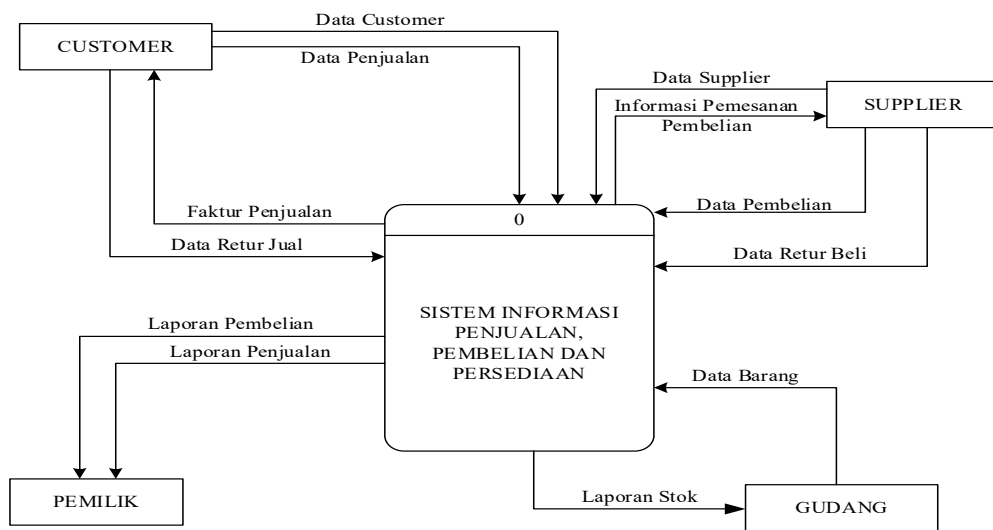 Data Customer
CUSTOMER
Data Penjualan
Data Supplier
SUPPLIER
Informasi Pemesanan
Pembelian
Data Pembelian
Faktur Penjualan
0
Data Retur Jual
Data Retur Beli
SISTEM INFORMASI
PENJUALAN,
PEMBELIAN DAN
PERSEDIAAN
Laporan Pembelian
Laporan Penjualan
Data Barang
Laporan Stok
PEMILIK
GUDANG